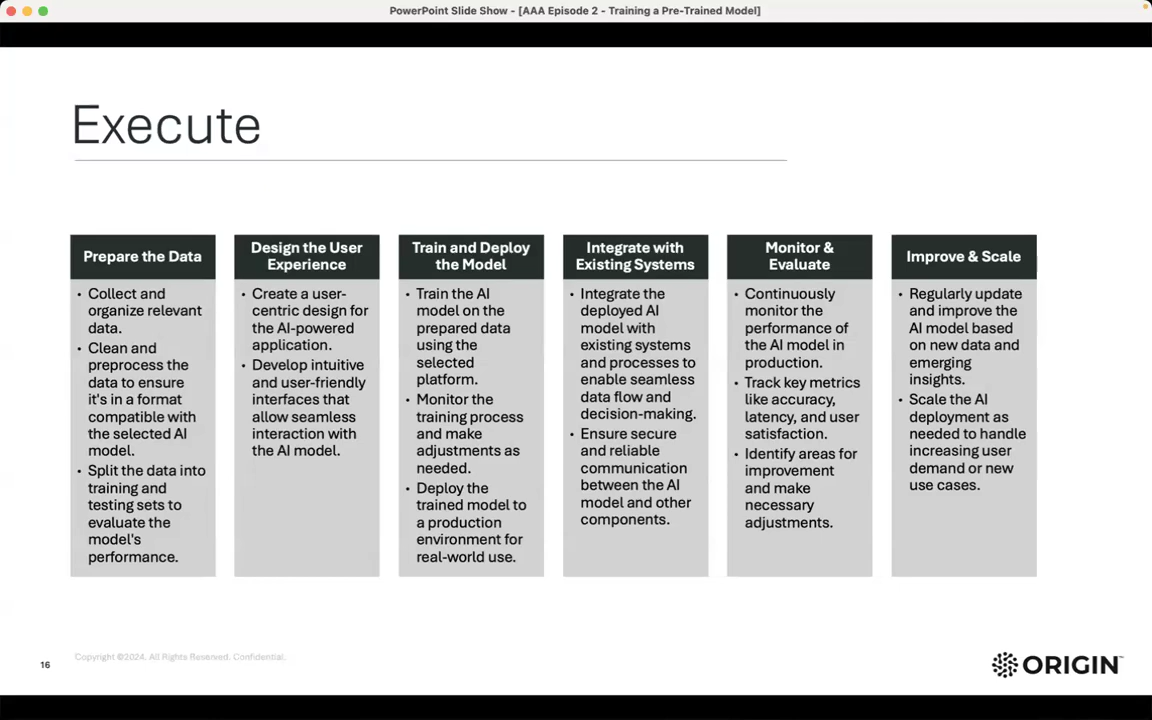 PowerPoint Slide Show - [AAA Episode 2 - Training a Pre-Trained Model]
Execute
Prepare the Data
• Collect and
organize relevant
data.
• Clean and
preprocess the
data to ensure
it's in a format
compatible with
the selected AI
model.
• Split the data into
training and
testing sets to
evaluate the
model's
performance.
Design the User
Experience
• Create a user-
centric design for
the AI-powered
application.
• Develop intuitive
and user-friendly
interfaces that
allow seamless
interaction with
the AI model.
Train and Deploy
the Model
• Train the AI
model on the
prepared data
using the
selected
platform.
• Monitor the
training process
and make
adjustments as
needed.
• Deploy the
trained model to
a production
environment for
real-world use.
Integrate with
Existing Systems
• Integrate the
deployed AI
model with
existing systems
and processes to
enable seamless
data flow and
decision-making.
• Ensure secure
and reliable
communication
between the AI
model and other
components.
Monitor &
Evaluate
• Continuously
monitor the
performance of
the AI model in
production.
• Track key metrics
like accuracy,
latency, and user
satisfaction.
• Identify areas for
improvement
and make
necessary
adjustments.
Improve & Scale
• Regularly update
and improve the
AI model based
on new data and
emerging
insights.
• Scale the AI
deployment as
needed to handle
increasing user
demand or new
use cases.
16
Copyright ©2024. All Rights Reserved. Confidential.
ORIGIN™